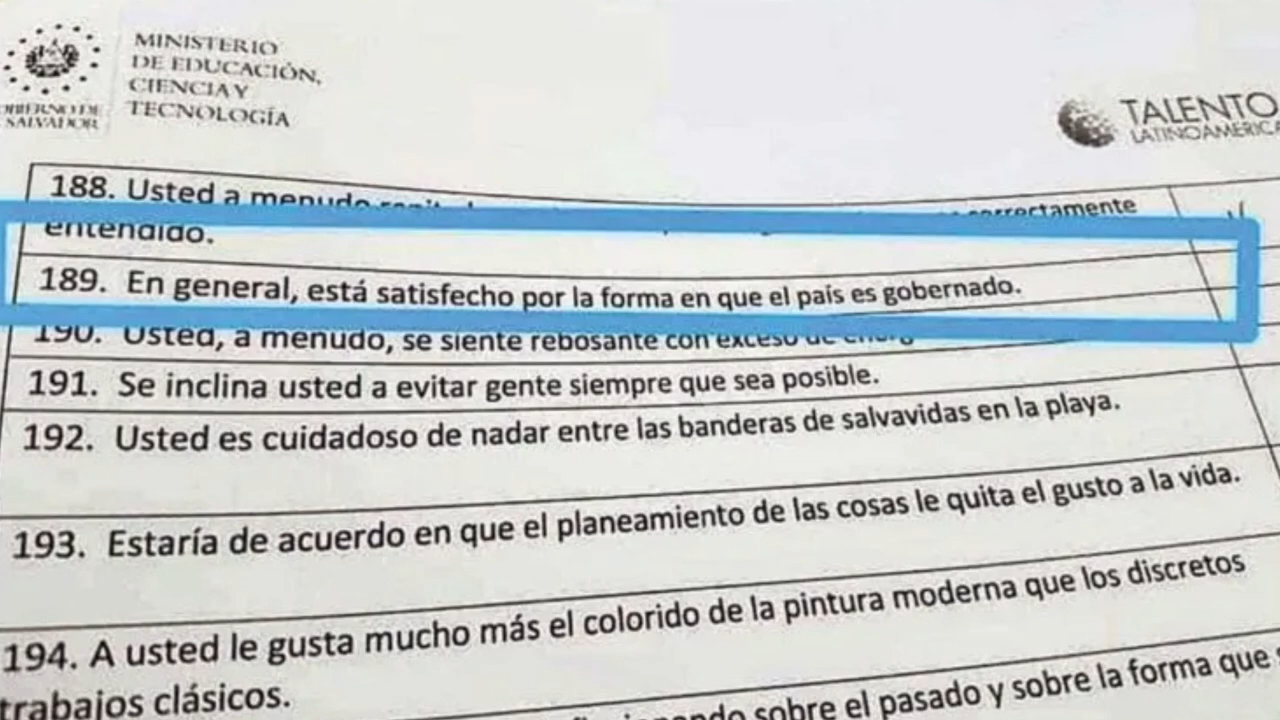 MINISTERIO
DE EDUCACIÓN,
CIENCIA Y
TECNOLOGÍA
GOBIERNO DE
SALVADOR
TALENTO
LATINOAMERICA
188. Usted a menudo correctamente
entendido.
189. En general, está satisfecho por la forma en que el país es gobernado.
190. Usted, a menudo, se siente rebosante con exceso de
191. Se inclina usted a evitar gente siempre que sea posible.
192. Usted es cuidadoso de nadar entre las banderas de salvavidas en la playa.
193. Estaría de acuerdo en que el planeamiento de las cosas le quita el gusto a la vida.
194. A usted le gusta mucho más el colorido de la pintura moderna que los discretos
trabajos clásicos.
sobre el pasado y sobre la forma que